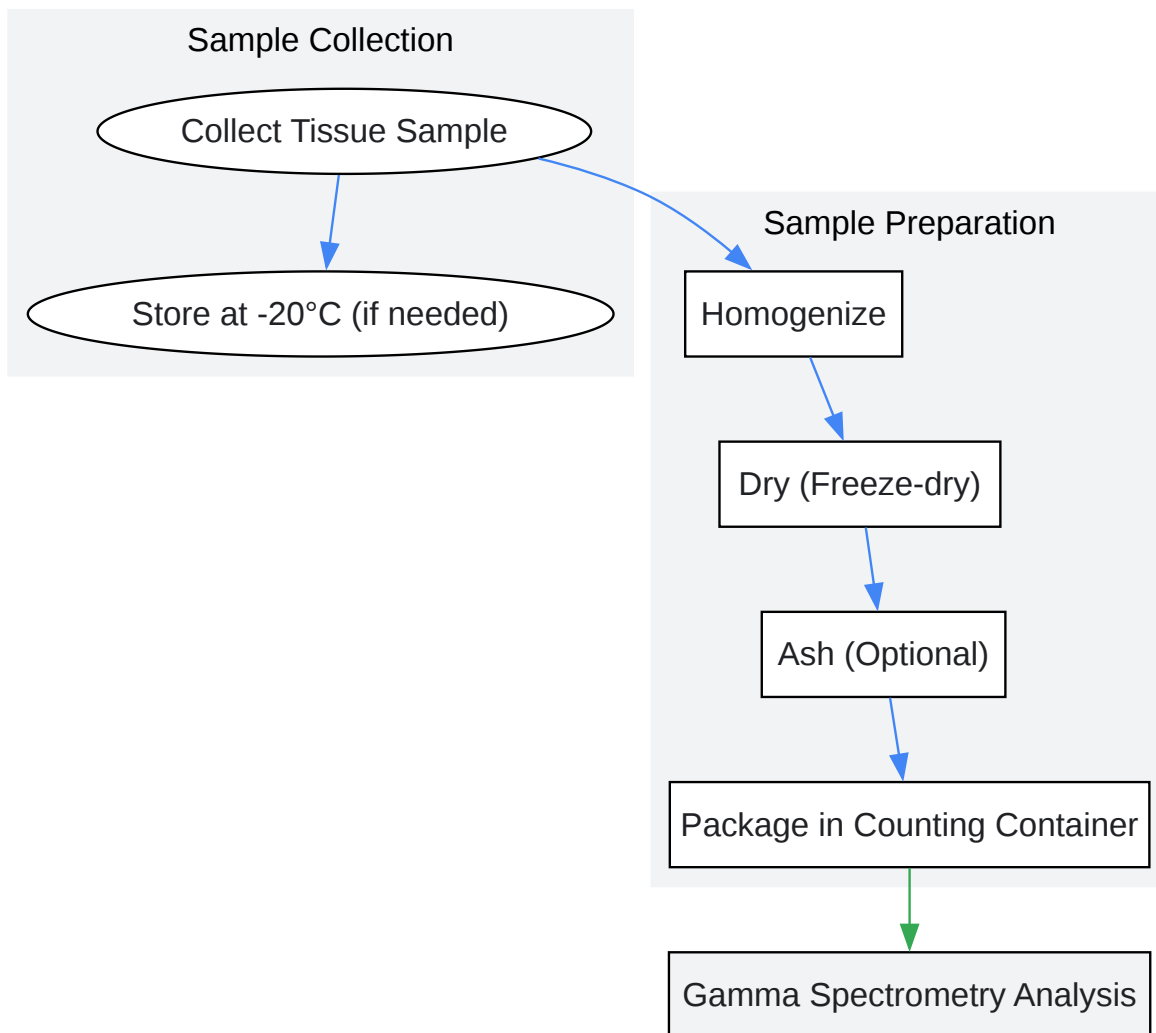 Sample Collection
Collect Tissue Sample
Store at -20°C (if needed)
Sample Preparation
Homogenize
Dry (Freeze-dry)
Ash (Optional)
Package in Counting Container
Gamma Spectrometry Analysis